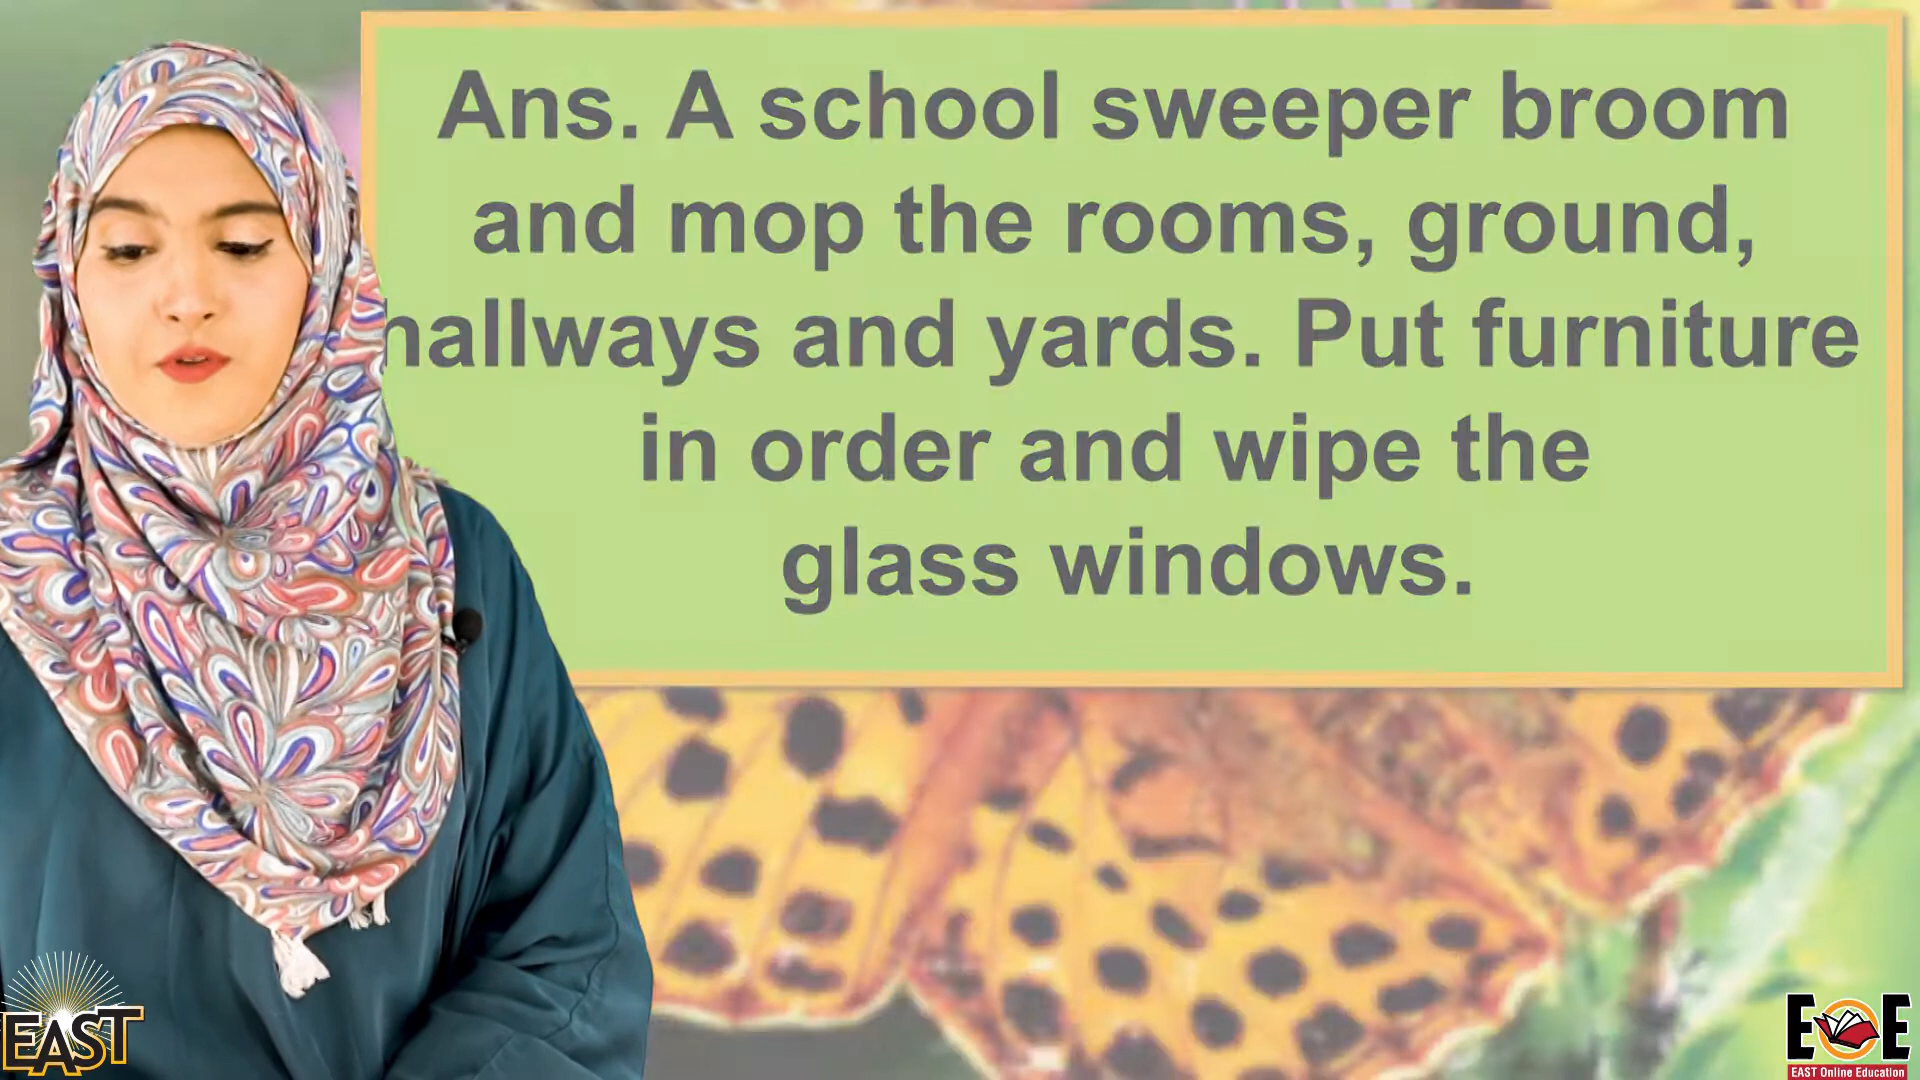 Ans. A school sweeper broom
and mop the rooms, ground,
hallways and yards. Put furniture
in order and wipe the
glass windows.
EAST
EOE
EAST Online Education